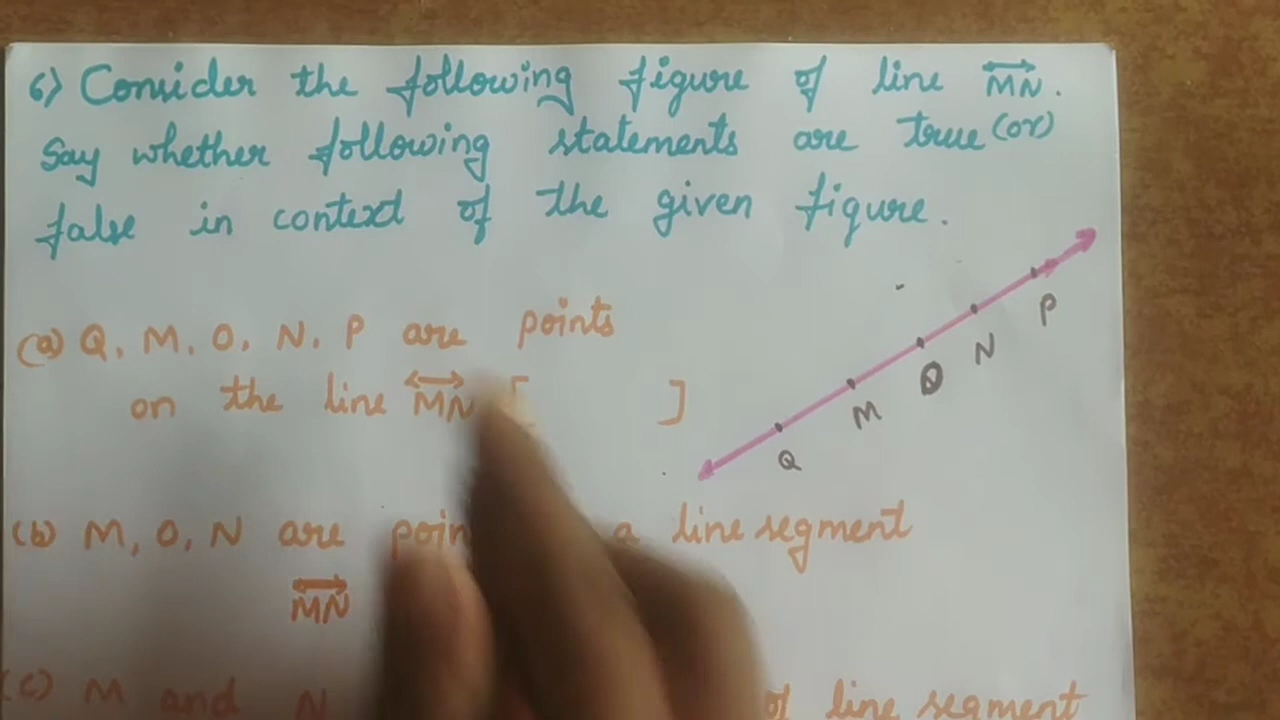 6) Consider the following figure of line MN.
Say whether following statements are true (or)
false in context of the given figure.
(a) Q, M, O, N, P are points
on the line MN [ ]
(b) M, O, N are a line segment
MN
(c) M and N of line segment
Q
M
O
N
P